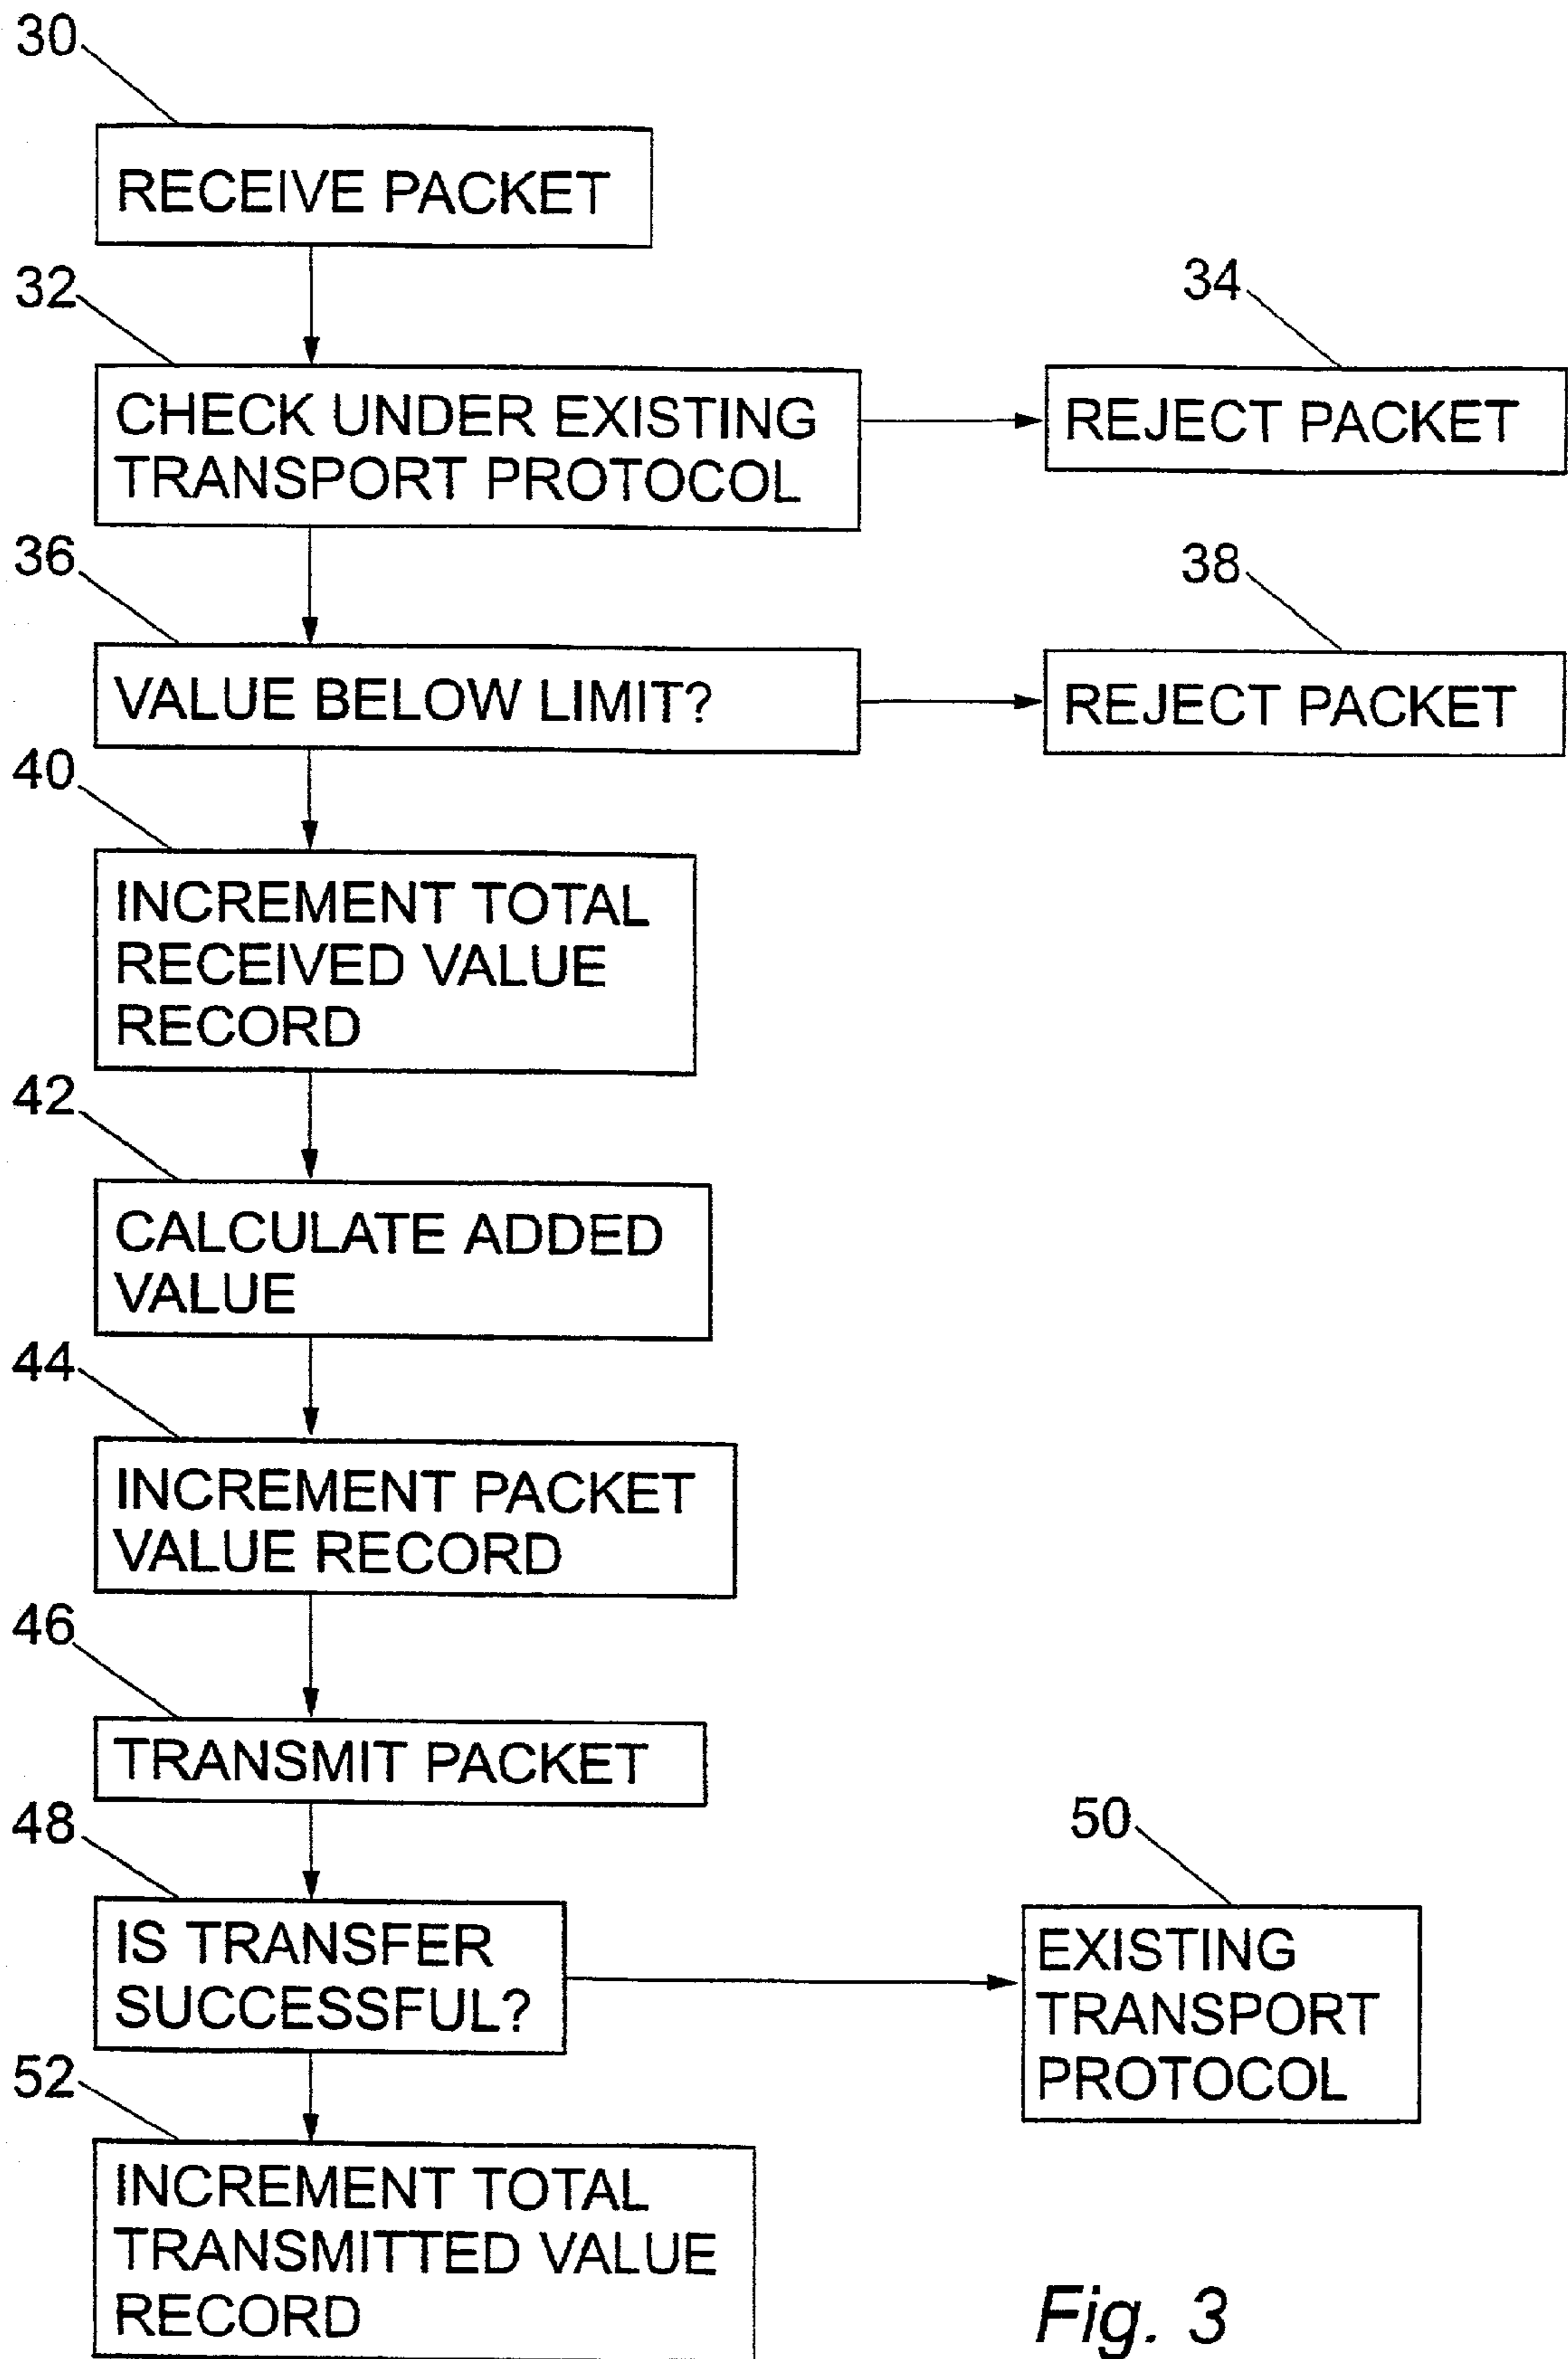 30
RECEIVE PACKET
32
CHECK UNDER EXISTING
TRANSPORT PROTOCOL
34
REJECT PACKET
36
VALUE BELOW LIMIT?
38
REJECT PACKET
40
INCREMENT TOTAL
RECEIVED VALUE
RECORD
42
CALCULATE ADDED
VALUE
44
INCREMENT PACKET
VALUE RECORD
46
TRANSMIT PACKET
48
IS TRANSFER
SUCCESSFUL?
50
EXISTING
TRANSPORT
PROTOCOL
52
INCREMENT TOTAL
TRANSMITTED VALUE
RECORD
Fig. 3